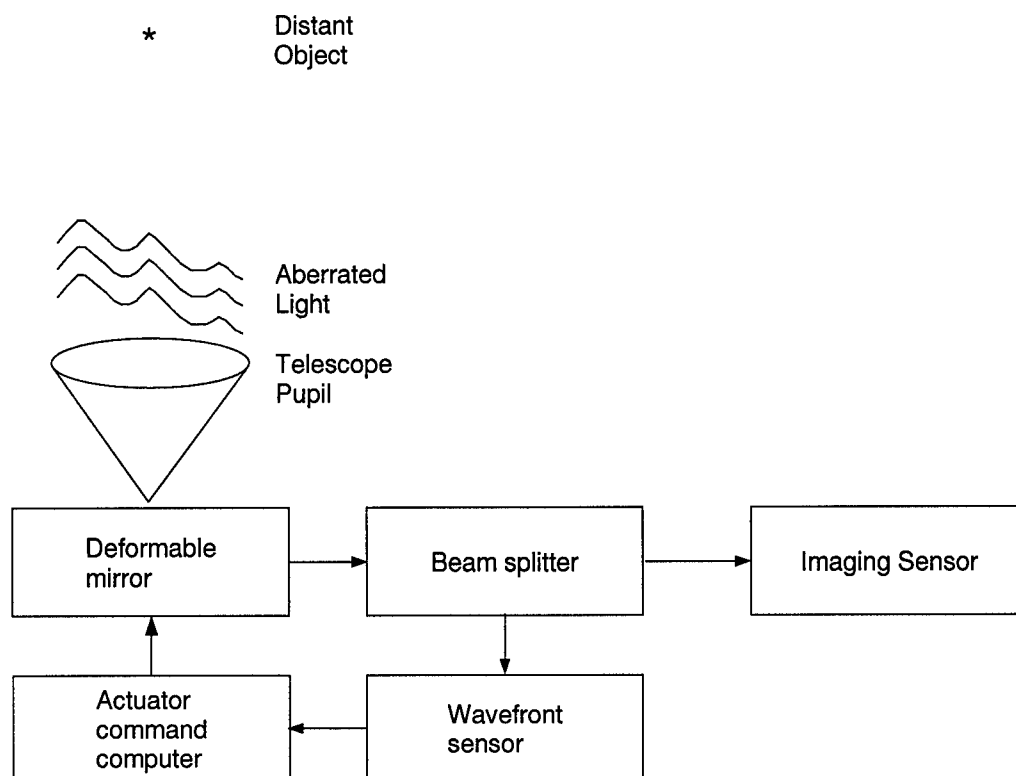 *
Distant
Object
Aberrated
Light
Telescope
Pupil
Deformable
mirror
Beam splitter
Imaging Sensor
Actuator
command
computer
Wavefront
sensor